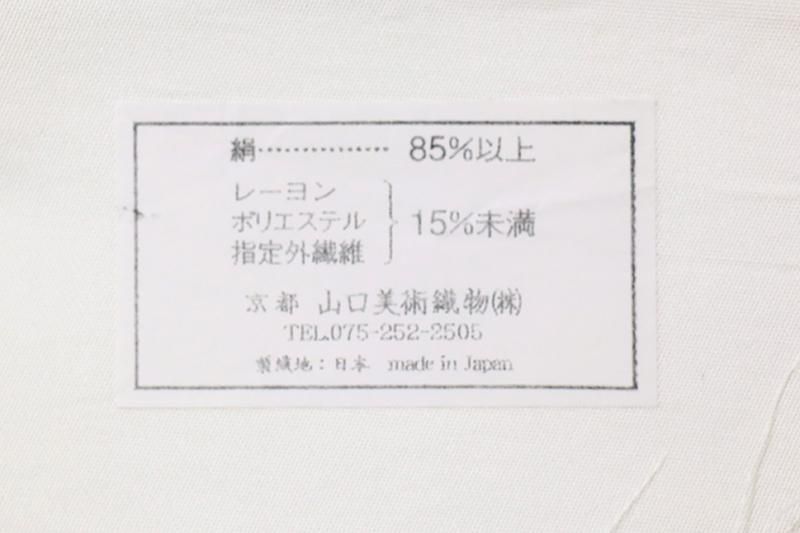 絹‥‥‥‥‥‥ 85%以上
レーヨン
ポリエステル
指定外繊維
15%未満
京都 山口美術織物㈱
TEL.075-252-2505
製織地：日本 made in Japan